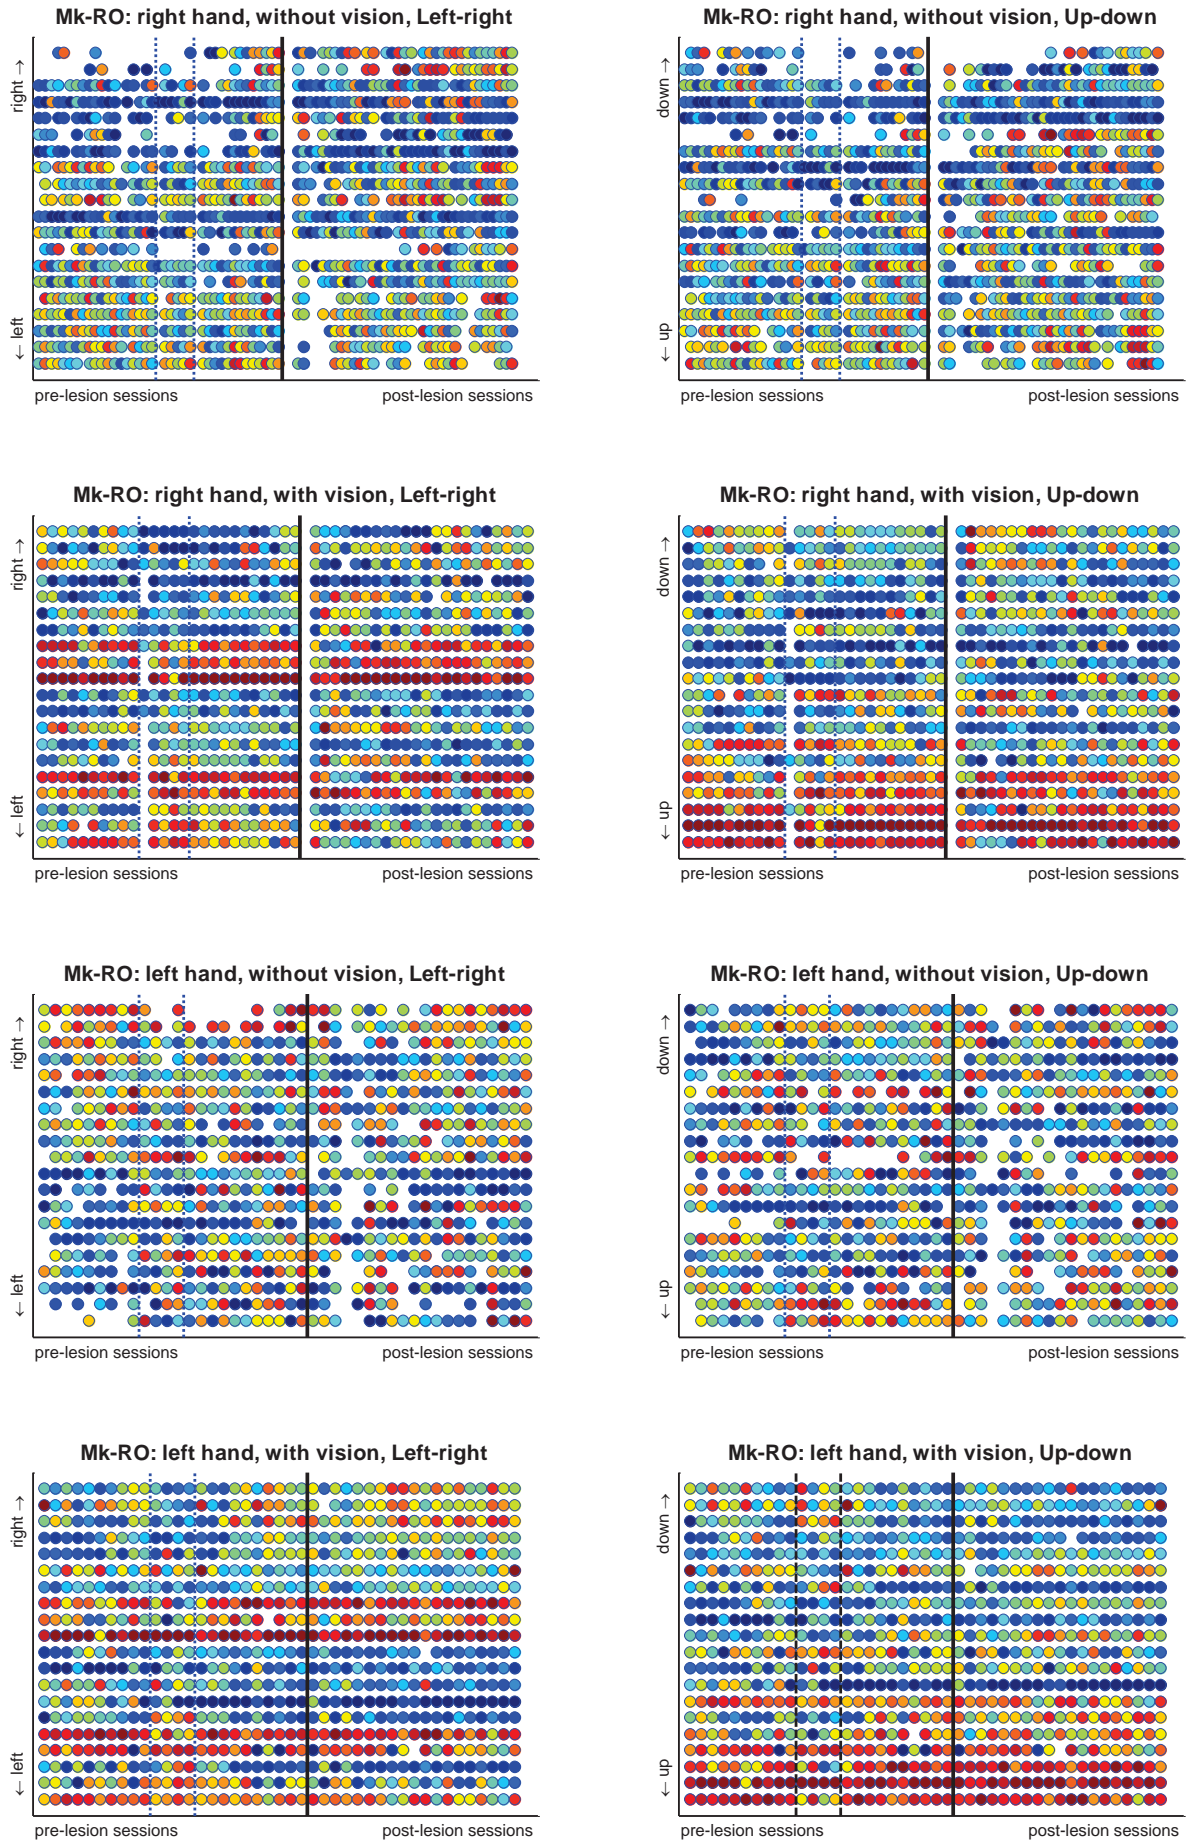 Mk-RO: right hand, without vision, Left-right
right →
← left
pre-lesion sessions
post-lesion sessions
Mk-RO: right hand, without vision, Up-down
down →
← up
pre-lesion sessions
post-lesion sessions
Mk-RO: right hand, with vision, Left-right
right →
← left
pre-lesion sessions
post-lesion sessions
Mk-RO: right hand, with vision, Up-down
down →
← up
pre-lesion sessions
post-lesion sessions
Mk-RO: left hand, without vision, Left-right
right →
← left
pre-lesion sessions
post-lesion sessions
Mk-RO: left hand, without vision, Up-down
down →
← up
pre-lesion sessions
post-lesion sessions
Mk-RO: left hand, with vision, Left-right
right →
← left
pre-lesion sessions
post-lesion sessions
Mk-RO: left hand, with vision, Up-down
down →
← up
pre-lesion sessions
post-lesion sessions